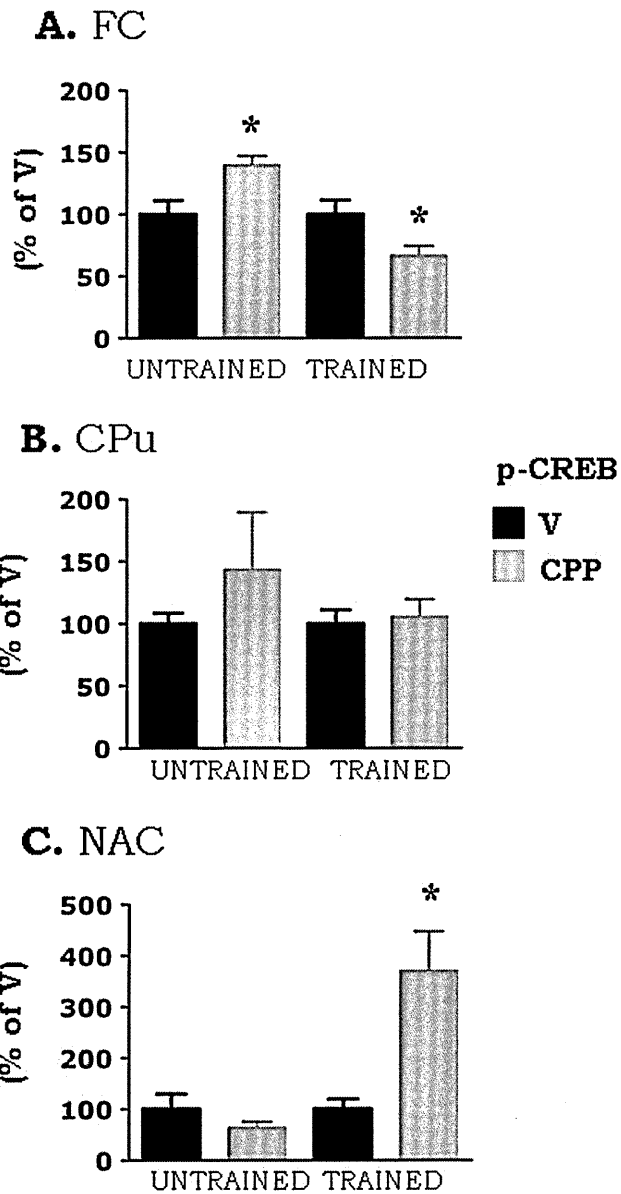 A. FC
(% of V)
200
150
100
50
0
*
*
UNTRAINED TRAINED
B. CPu
(% of V)
200
150
100
50
0
UNTRAINED TRAINED
p-CREB
V
CPP
C. NAC
(% of V)
500
400
300
200
100
0
*
UNTRAINED TRAINED